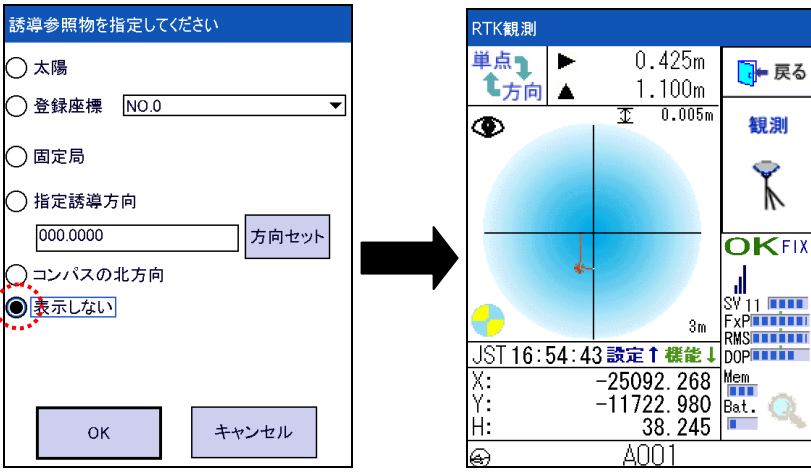 誘導参照物を指定してください
太陽
登録座標 NO.0
固定局
指定誘導方向
000.0000 方向セット
コンパスの北方向
表示しない
OK キャンセル
RTK観測
単点 0.425m
方向 1.100m
0.005m
戻る
観測
3m
OK FIX
SV 11
FxP
RMS
DOP
JST 16:54:43 設定↑ 機能↓
X: -25092.268
Y: -11722.980
H: 38.245
Mem
Bat.
A001